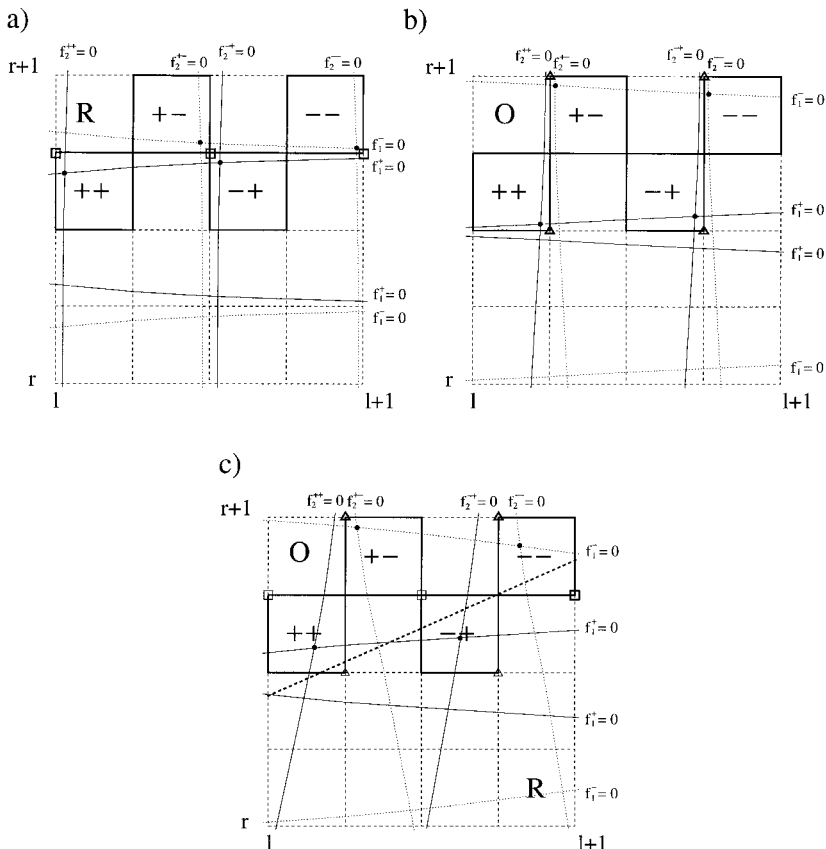 a)
f₂⁺⁺=0 f₂⁺⁻=0 f₂⁻⁺=0 f₂⁻⁻=0
r+1
R +− −−
f₁⁻=0
f₁⁺=0
++ −+
f₁⁺=0
f₁⁻=0
r
l l+1
b)
f₂⁺⁺=0 f₂⁺⁻=0 f₂⁻⁺=0 f₂⁻⁻=0
r+1
O +− −−
f₁⁻=0
++ −+
f₁⁺=0
f₁⁺=0
f₁⁻=0
r
l l+1
c)
f₂⁺⁺=0 f₂⁺⁻=0 f₂⁻⁺=0 f₂⁻⁻=0
r+1
O +− −−
f₁⁻=0
++ −+
f₁⁺=0
f₁⁺=0
R
f₁⁻=0
r
l l+1